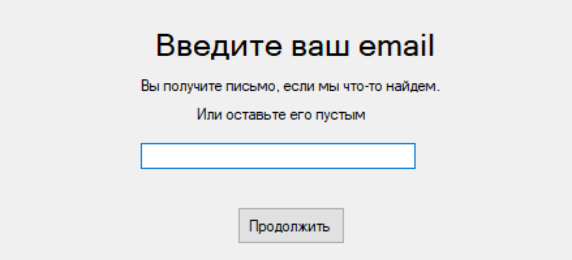 Введите ваш email
Вы получите письмо, если мы что-то найдем.
Или оставьте его пустым
Продолжить